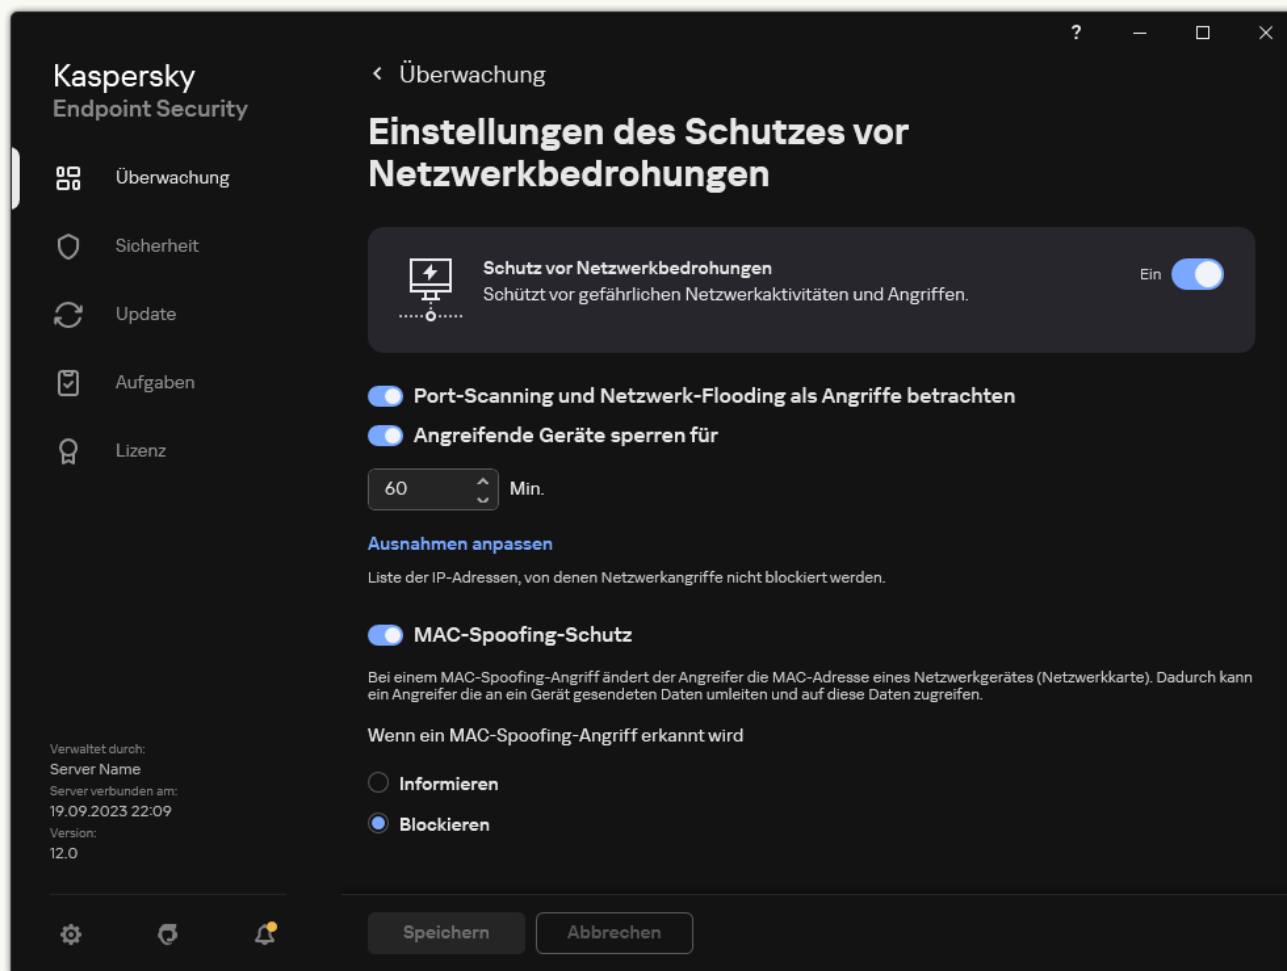 ?
Kaspersky
Endpoint Security
Überwachung
Sicherheit
Update
Aufgaben
Lizenz
Verwaltet durch:
Server Name
Server verbunden am:
19.09.2023 22:09
Version:
12.0
Überwachung
Einstellungen des Schutzes vor
Netzwerkbedrohungen
Schutz vor Netzwerkbedrohungen
Schützt vor gefährlichen Netzwerkaktivitäten und Angriffen.
Ein
Port-Scanning und Netzwerk-Flooding als Angriffe betrachten
Angreifende Geräte sperren für
60 Min.
Ausnahmen anpassen
Liste der IP-Adressen, von denen Netzwerkangriffe nicht blockiert werden.
MAC-Spoofing-Schutz
Bei einem MAC-Spoofing-Angriff ändert der Angreifer die MAC-Adresse eines Netzwerkgerätes (Netzwerkkarte). Dadurch kann
ein Angreifer die an ein Gerät gesendeten Daten umleiten und auf diese Daten zugreifen.
Wenn ein MAC-Spoofing-Angriff erkannt wird
Informieren
Blockieren
Speichern Abbrechen